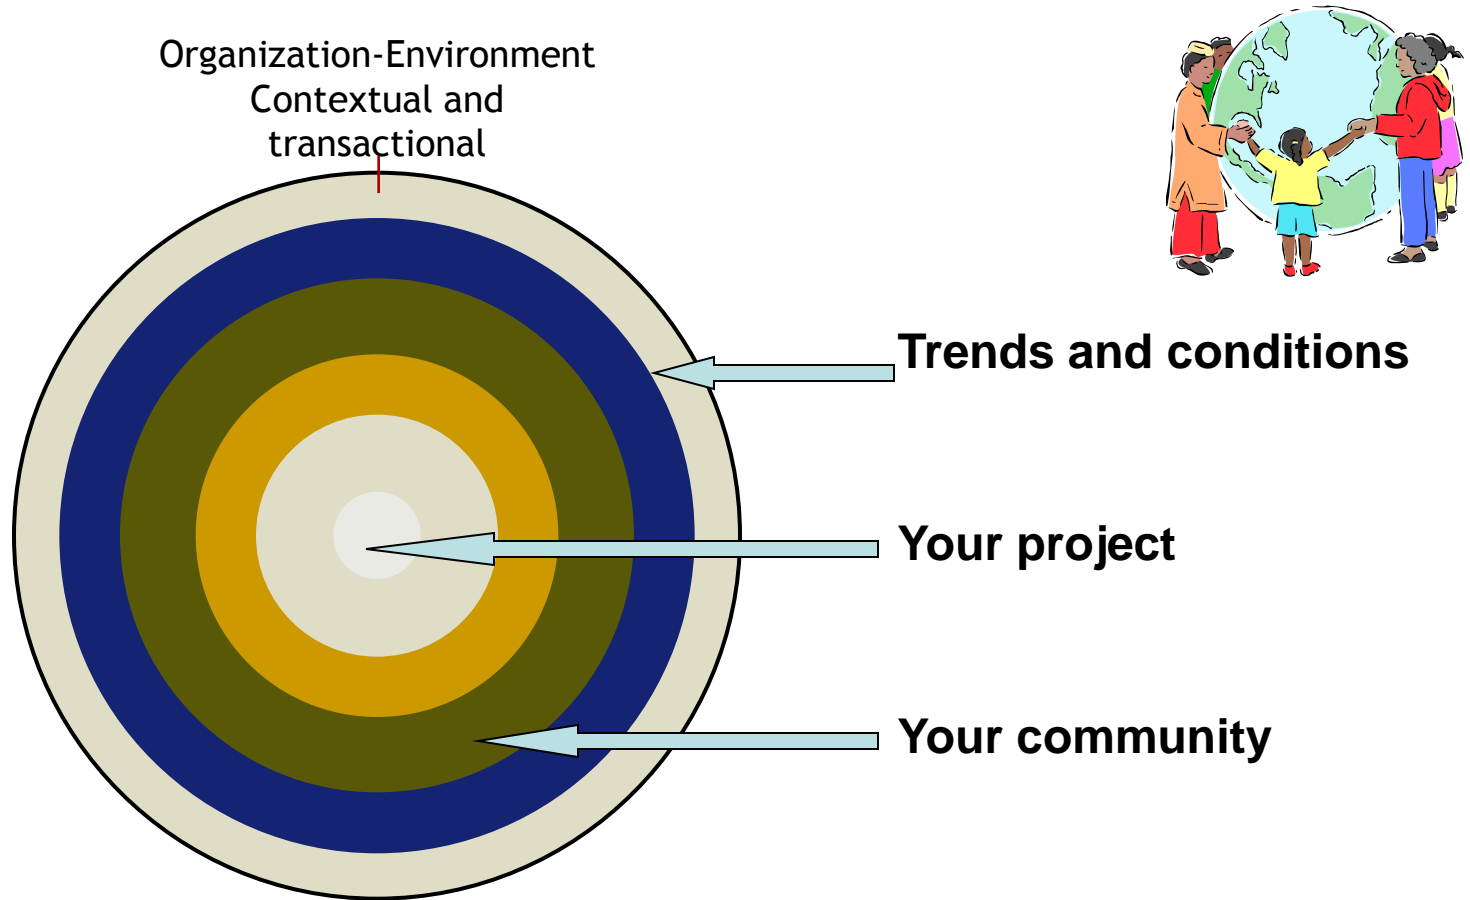 Organization-Environment
Contextual and
transactional
Trends and conditions
Your project
Your community